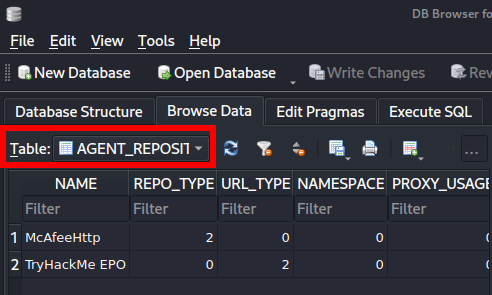 DB Browser fo
File Edit View Tools Help
New Database Open Database Write Changes Rev
Database Structure Browse Data Edit Pragmas Execute SQL
Table: AGENT_REPOSIT ...
NAME REPO_TYPE URL_TYPE NAMESPACE PROXY_USAGE
Filter Filter Filter Filter Filter
1 McAfeeHttp 2 0 0 0
2 TryHackMe EPO 0 2 0 0